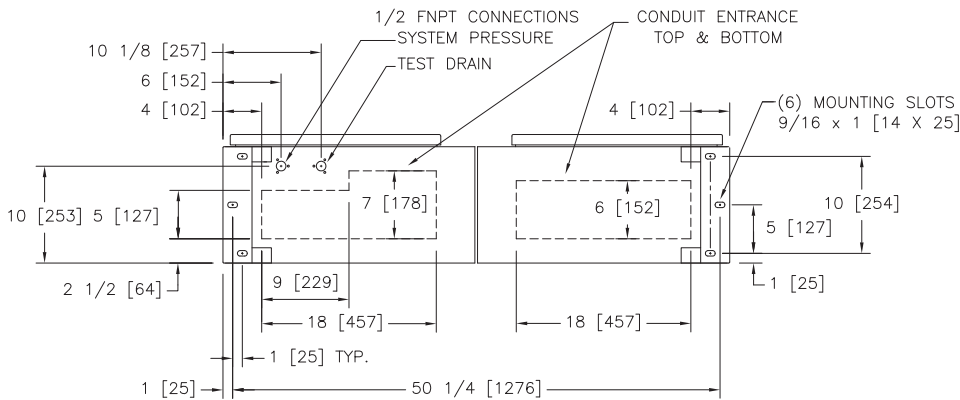 1/2 FNPT CONNECTIONS
SYSTEM PRESSURE
TEST DRAIN
CONDUIT ENTRANCE
TOP & BOTTOM
10 1/8 [257]
6 [152]
4 [102]
4 [102]
(6) MOUNTING SLOTS
9/16 x 1 [14 X 25]
10 [253]
5 [127]
7 [178]
6 [152]
10 [254]
5 [127]
2 1/2 [64]
9 [229]
1 [25]
18 [457]
18 [457]
1 [25] TYP.
1 [25]
50 1/4 [1276]